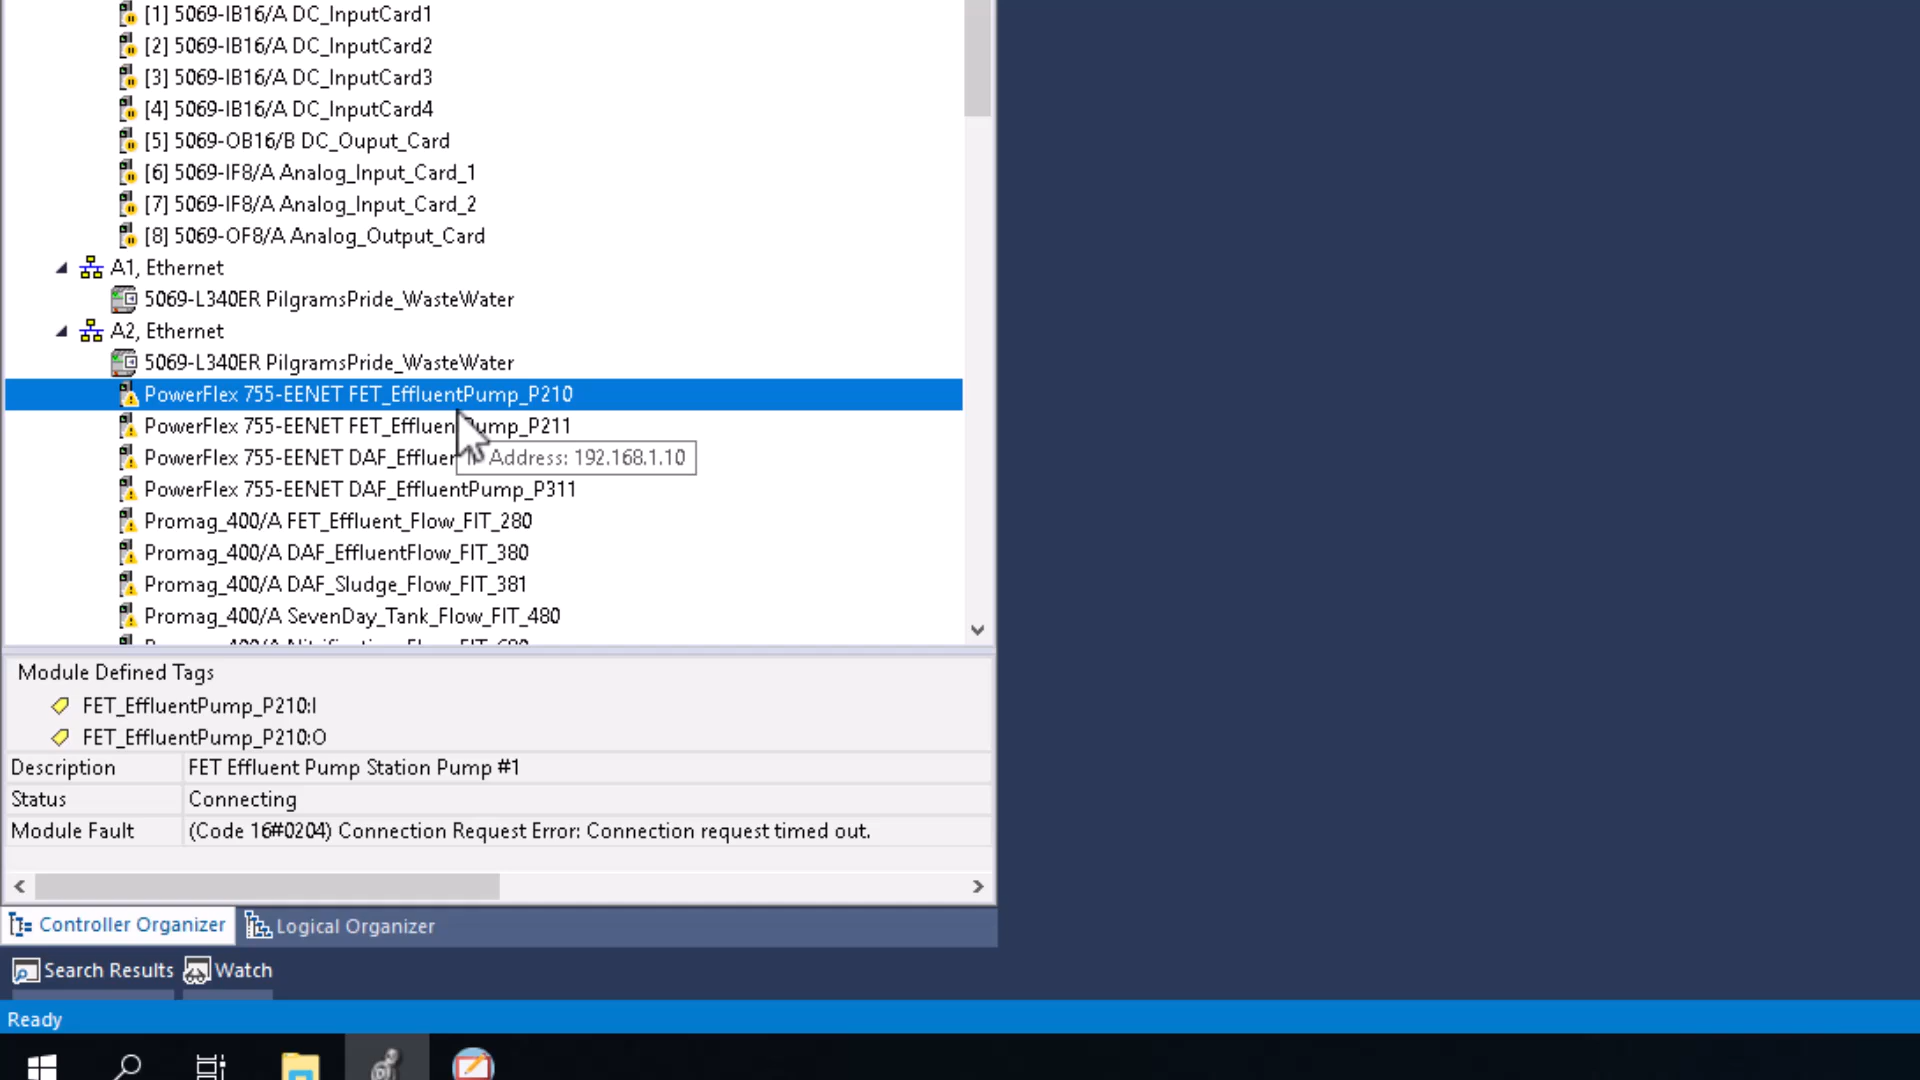 [1] 5069-IB16/A DC_InputCard1
[2] 5069-IB16/A DC_InputCard2
[3] 5069-IB16/A DC_InputCard3
[4] 5069-IB16/A DC_InputCard4
[5] 5069-OB16/B DC_Ouput_Card
[6] 5069-IF8/A Analog_Input_Card_1
[7] 5069-IF8/A Analog_Input_Card_2
[8] 5069-OF8/A Analog_Output_Card
A1, Ethernet
5069-L340ER PilgramsPride_WasteWater
A2, Ethernet
5069-L340ER PilgramsPride_WasteWater
PowerFlex 755-EENET FET_EffluentPump_P210
PowerFlex 755-EENET FET_Effluen Pump_P211
PowerFlex 755-EENET DAF_Effluer
Address: 192.168.1.10
PowerFlex 755-EENET DAF_EffluentPump_P311
Promag_400/A FET_Effluent_Flow_FIT_280
Promag_400/A DAF_EffluentFlow_FIT_380
Promag_400/A DAF_Sludge_Flow_FIT_381
Promag_400/A SevenDay_Tank_Flow_FIT_480
Module Defined Tags
FET_EffluentPump_P210:I
FET_EffluentPump_P210:O
Description FET Effluent Pump Station Pump #1
Status Connecting
Module Fault (Code 16#0204) Connection Request Error: Connection request timed out.
Controller Organizer Logical Organizer
Search Results Watch
Ready